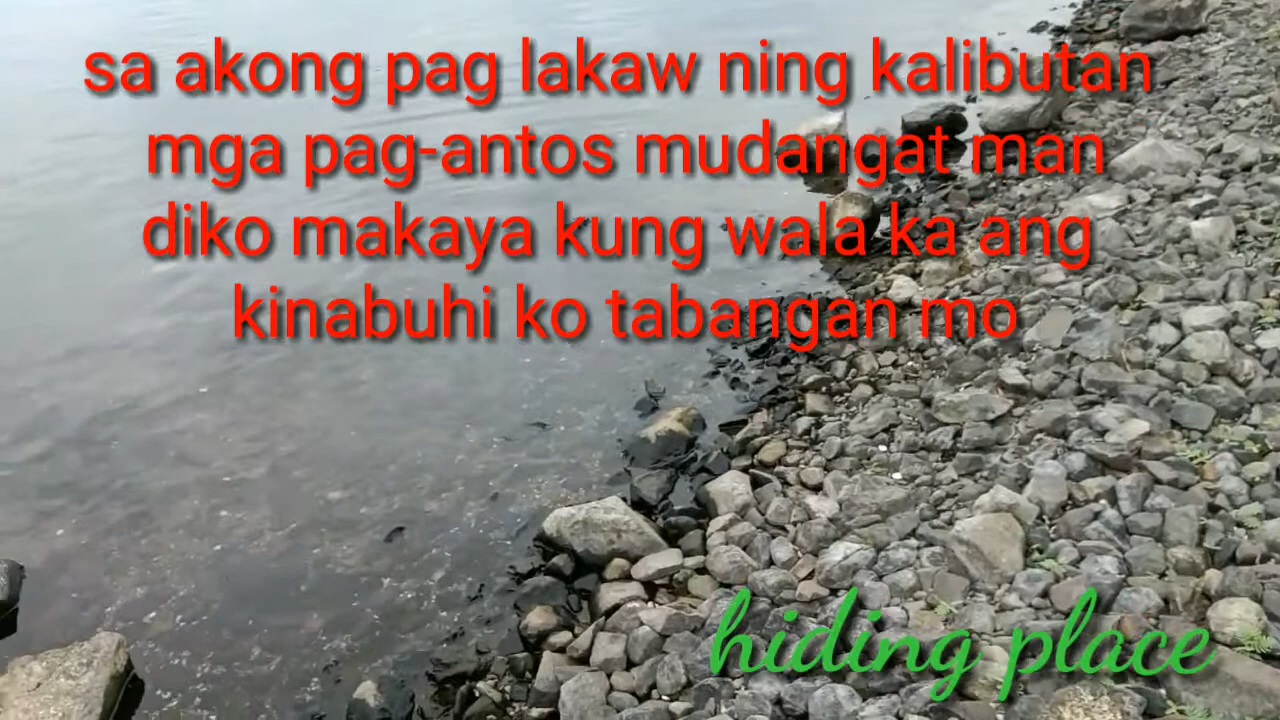 sa akong pag lakaw ning kalibutan
mga pag-antos mudangat man
diko makaya kung wala ka ang
kinabuhi ko tabangan mo
hiding place